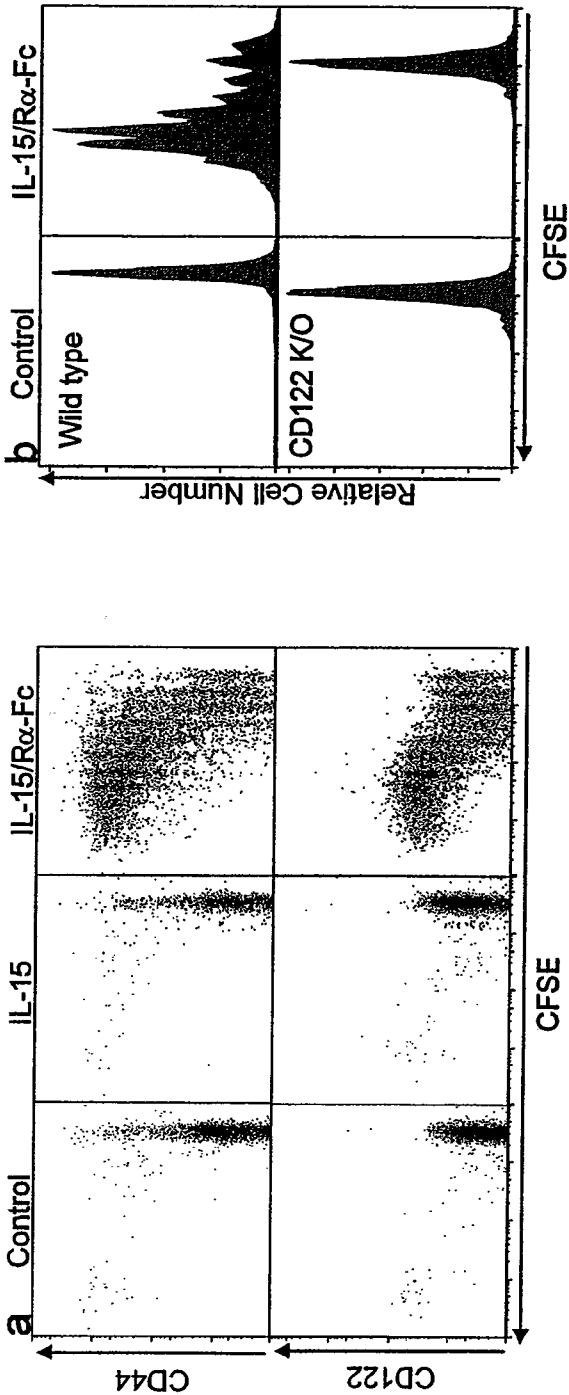 a
Control
IL-15
IL-15/Rα-Fc
CD44
CD122
CFSE
b
Control
IL-15/Rα-Fc
Wild type
CD122 K/O
Relative Cell Number
CFSE